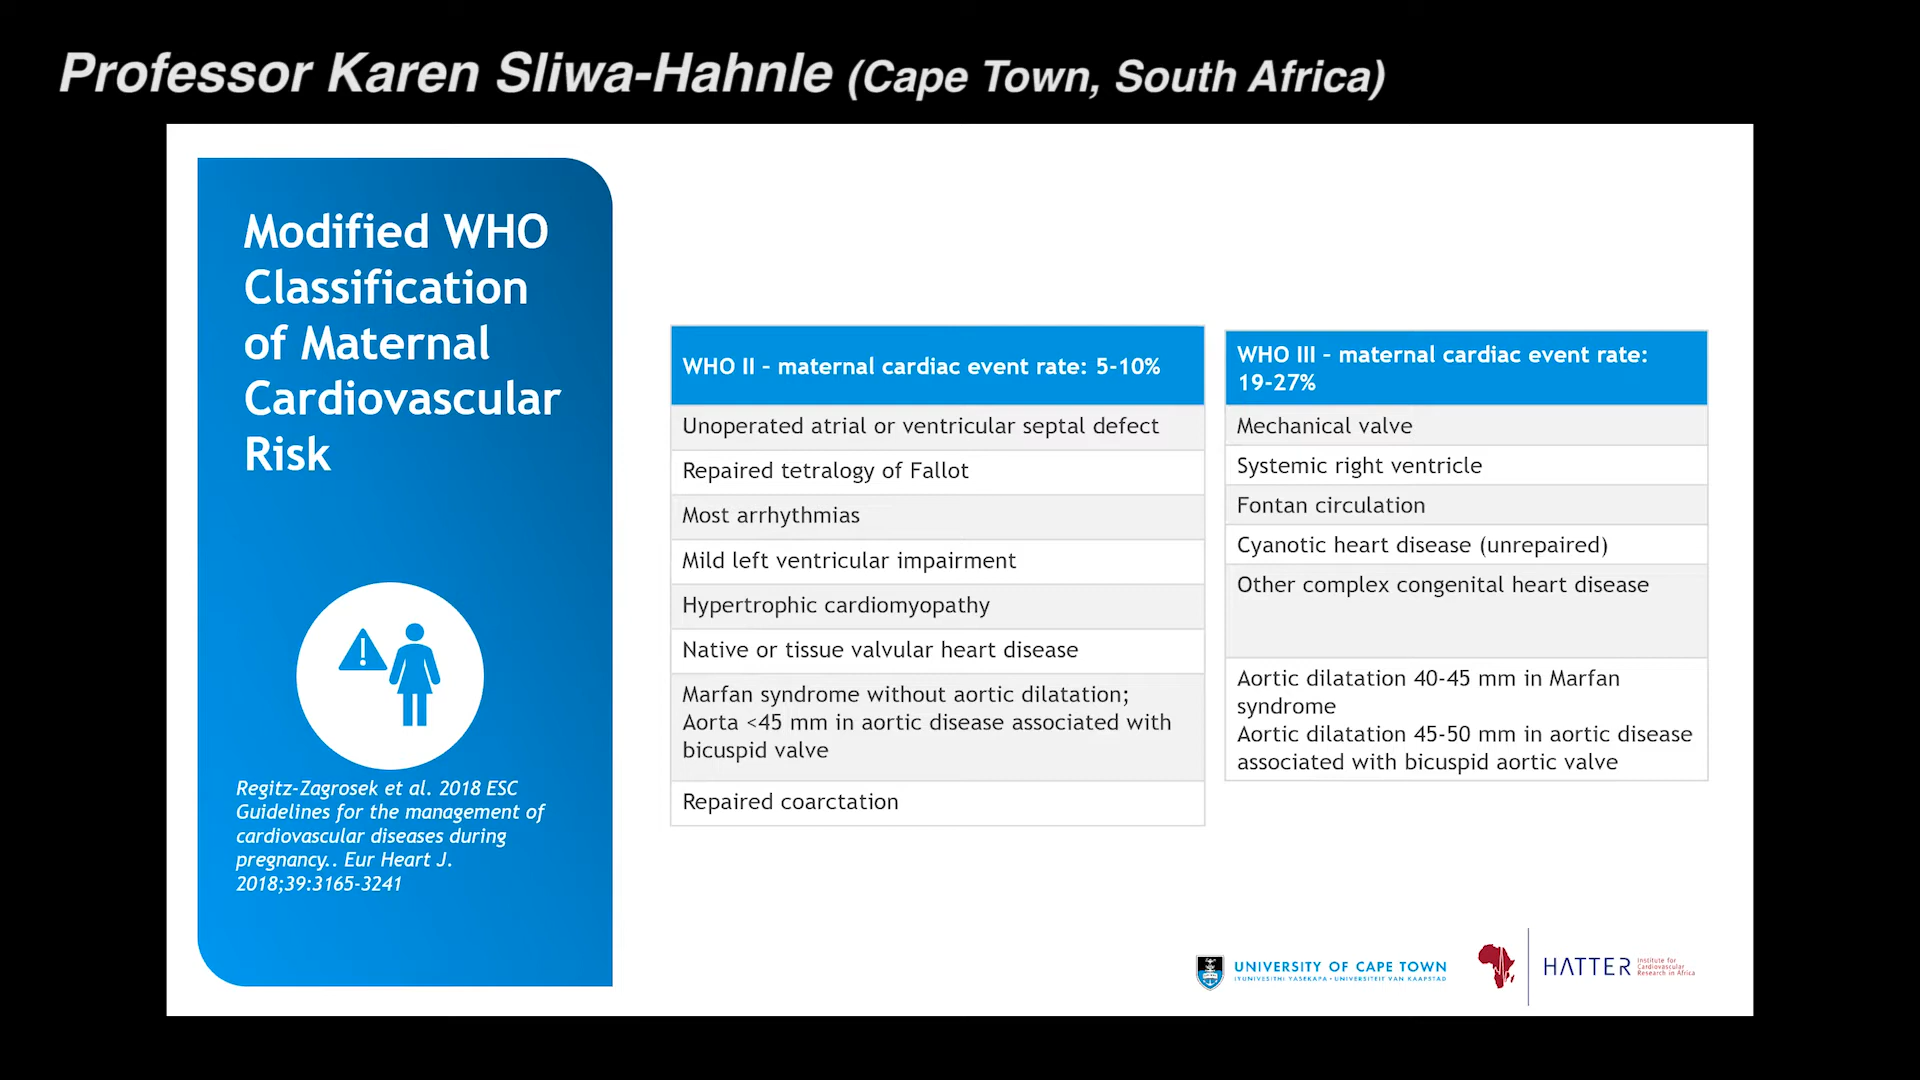 Professor Karen Sliwa-Hahnle (Cape Town, South Africa)
Modified WHO
Classification
of Maternal
Cardiovascular
Risk
Regitz-Zagrosek et al. 2018 ESC
Guidelines for the management of
cardiovascular diseases during
pregnancy.. Eur Heart J.
2018;39:3165-3241
WHO II – maternal cardiac event rate: 5-10%
Unoperated atrial or ventricular septal defect
Repaired tetralogy of Fallot
Most arrhythmias
Mild left ventricular impairment
Hypertrophic cardiomyopathy
Native or tissue valvular heart disease
Marfan syndrome without aortic dilatation;
Aorta <45 mm in aortic disease associated with
bicuspid valve
Repaired coarctation
WHO III – maternal cardiac event rate:
19-27%
Mechanical valve
Systemic right ventricle
Fontan circulation
Cyanotic heart disease (unrepaired)
Other complex congenital heart disease
Aortic dilatation 40-45 mm in Marfan
syndrome
Aortic dilatation 45-50 mm in aortic disease
associated with bicuspid aortic valve
UNIVERSITY OF CAPE TOWN
IYUNIVESITHI YASEKAPA • UNIVERSITEIT VAN KAAPSTAD
HATTER
Institute for
Cardiovascular
Research in Africa